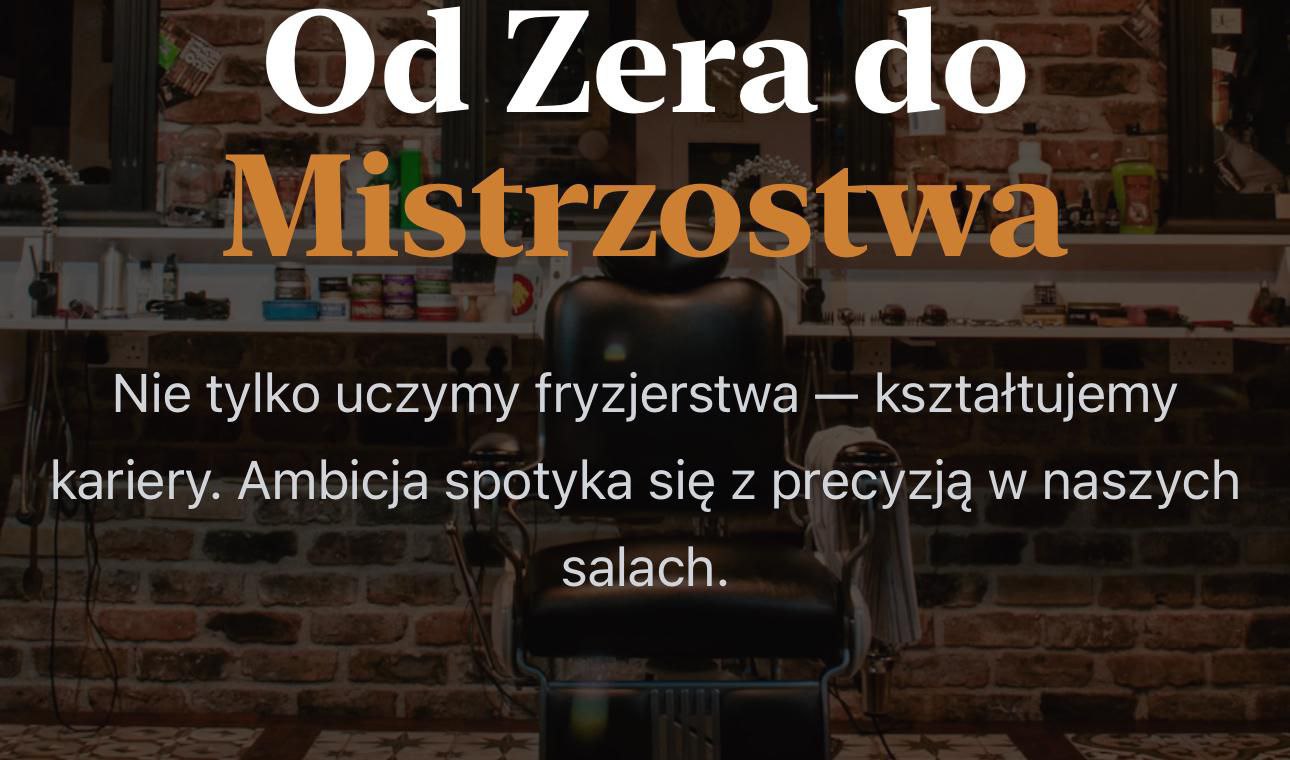 Od Zera do
Mistrzostwa
Nie tylko uczymy fryzjerstwa — kształtujemy
kariery. Ambicja spotyka się z precyzją w naszych
salach.